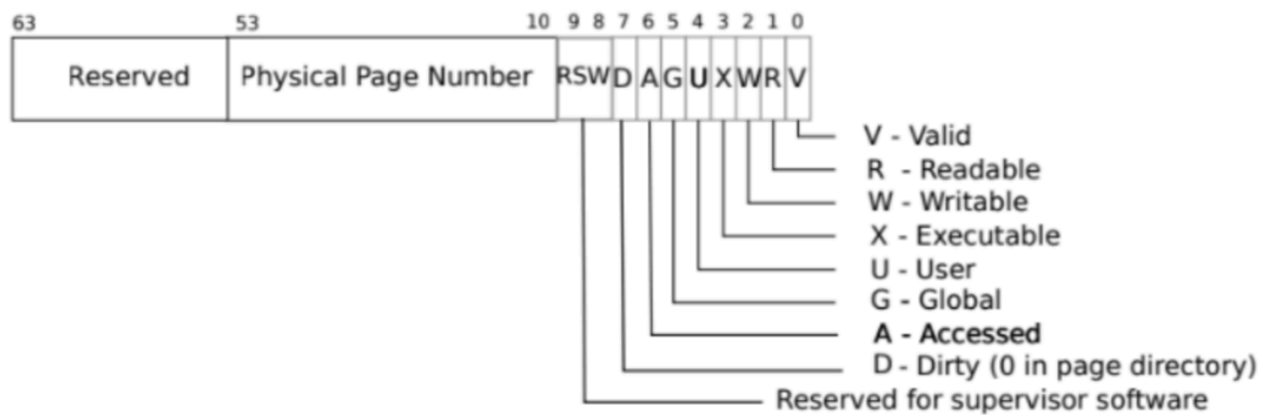 63 53 10 9 8 7 6 5 4 3 2 1 0
Reserved Physical Page Number RSW D A G U X W R V
V - Valid
R - Readable
W - Writable
X - Executable
U - User
G - Global
A - Accessed
D - Dirty (0 in page directory)
Reserved for supervisor software